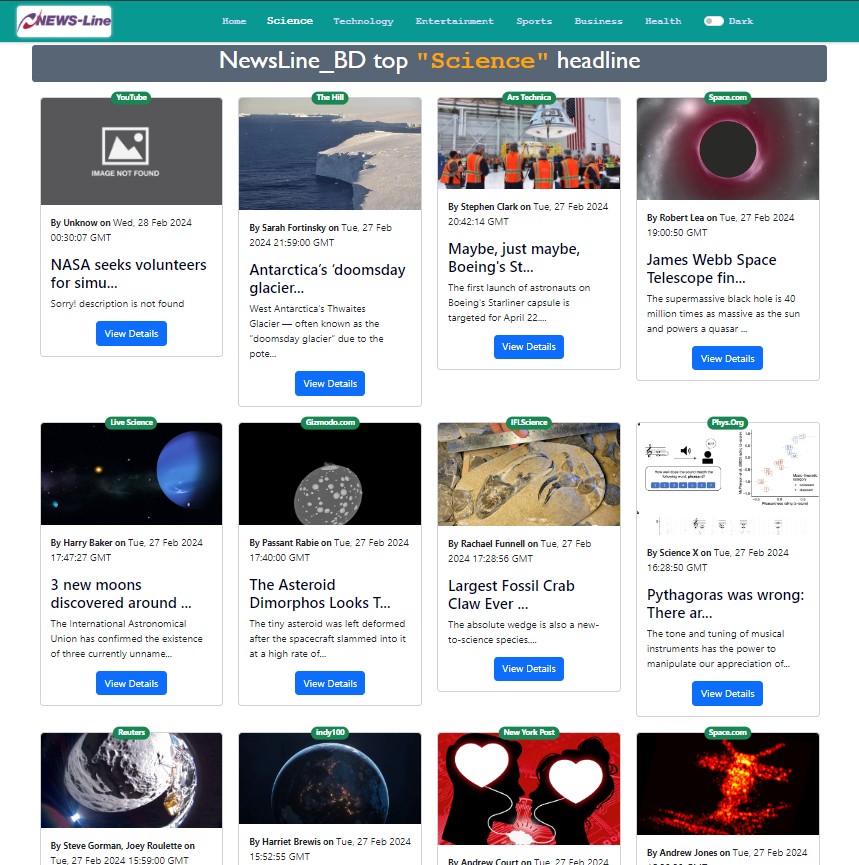 NEWS-Line
Home Science Technology Entertainment Sports Business Health Dark
NewsLine_BD top "Science" headline
YouTube
IMAGE NOT FOUND
By Unknow on Wed, 28 Feb 2024
00:30:07 GMT
NASA seeks volunteers
for simu...
Sorry! description is not found
View Details
The Hill
By Sarah Fortinsky on Tue, 27 Feb
2024 21:59:00 GMT
Antarctica's 'doomsday
glacier...
West Antarctica's Thwaites
Glacier — often known as the
"doomsday glacier" due to the
pote...
View Details
Ars Technica
By Stephen Clark on Tue, 27 Feb 2024
20:42:14 GMT
Maybe, just maybe,
Boeing's St...
The first launch of astronauts on
Boeing's Starliner capsule is
targeted for April 22....
View Details
Space.com
By Robert Lea on Tue, 27 Feb 2024
19:00:50 GMT
James Webb Space
Telescope fin...
The supermassive black hole is 40
million times as massive as the sun
and powers a quasar ...
View Details
Live Science
By Harry Baker on Tue, 27 Feb 2024
17:47:27 GMT
3 new moons
discovered around ...
The International Astronomical
Union has confirmed the existence
of three currently unname...
View Details
Gizmodo.com
By Passant Rabie on Tue, 27 Feb 2024
17:40:00 GMT
The Asteroid
Dimorphos Looks T...
The tiny asteroid was left deformed
after the spacecraft slammed into it
at a high rate of...
View Details
IFLScience
By Rachael Funnell on Tue, 27 Feb
2024 17:28:56 GMT
Largest Fossil Crab
Claw Ever ...
The absolute wedge is also a new-
to-science species....
View Details
Phys.Org
By Science X on Tue, 27 Feb 2024
16:28:50 GMT
Pythagoras was wrong:
There ar...
The tone and tuning of musical
instruments has the power to
manipulate our appreciation of...
View Details
Reuters
By Steve Gorman, Joey Roulette on
Tue, 27 Feb 2024 15:59:00 GMT
indy100
By Harriet Brewis on Tue, 27 Feb 2024
15:52:55 GMT
New York Post
By Andrew Court on Tue, 27 Feb 2024
Space.com
By Andrew Jones on Tue, 27 Feb 2024